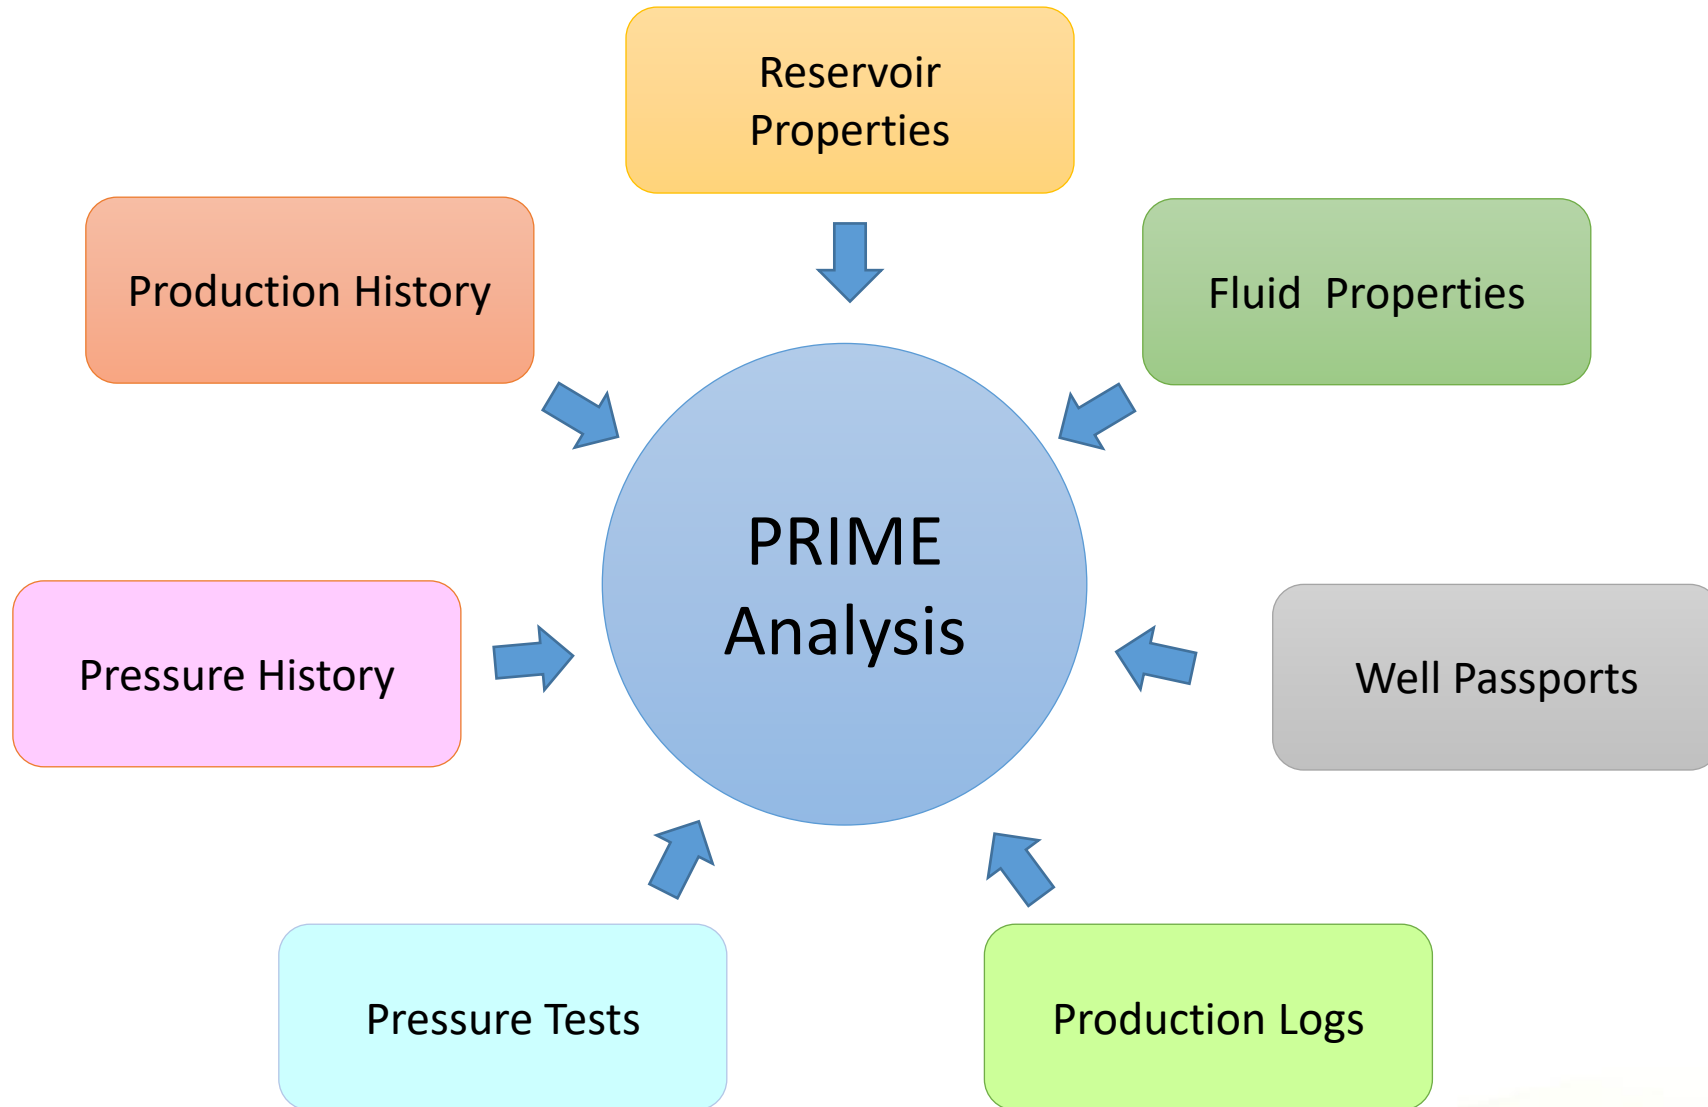 Reservoir
Properties
Production History
Fluid  Properties
PRIME
Analysis
Pressure History
Well Passports
Pressure Tests
Production Logs